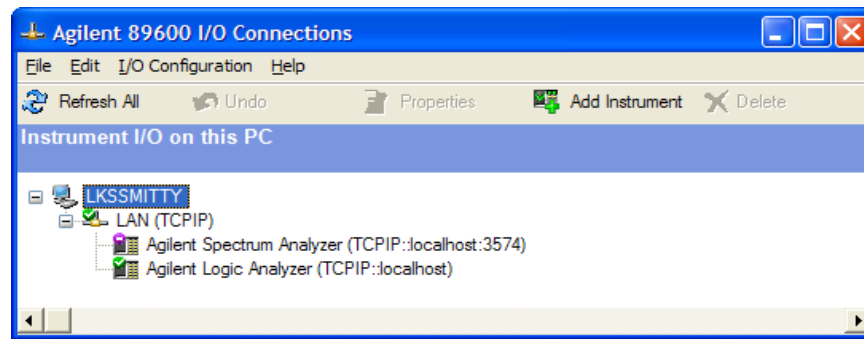 Agilent 89600 I/O Connections
File Edit I/O Configuration Help
Refresh All Undo Properties Add Instrument Delete
Instrument I/O on this PC
LKSSMITTY
LAN (TCPIP)
Agilent Spectrum Analyzer (TCPIP::localhost:3574)
Agilent Logic Analyzer (TCPIP::localhost)